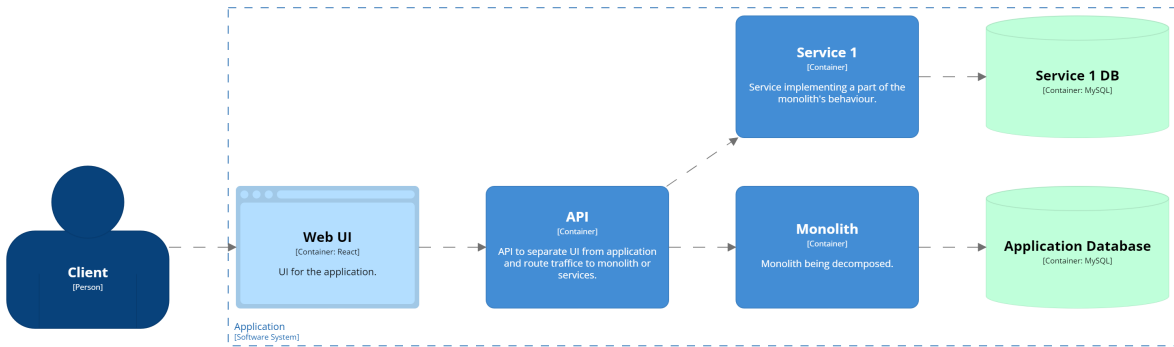 Service 1
[Container]
Service implementing a part of the
monolith's behaviour.
Service 1 DB
[Container: MySQL]
Client
[Person]
Web UI
[Container: React]
UI for the application.
API
[Container]
API to separate UI from application
and route traffice to monolith or
services.
Monolith
[Container]
Monolith being decomposed.
Application Database
[Container: MySQL]
Application
[Software System]